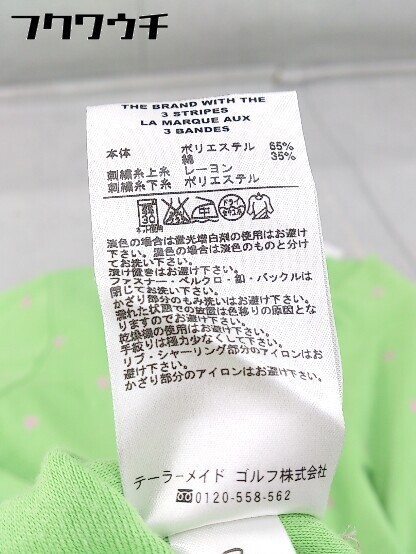 フクワウチ
THE BRAND WITH THE
3 STRIPES
LA MARQUE AUX
3 BANDES
本体 ポリエステル 65%
綿 35%
刺繍糸上糸 レーヨン
刺繍糸下糸 ポリエステル
ネット使用
淡色の場合は蛍光増白剤の使用はお避け
下さい。濃色の場合は淡色のものと分け
てお洗い下さい。
漬け置きはお避け下さい。
ファスナー・ベルクロ・釦・バックルは
閉じてお洗い下さい。
かざり部分のもみ洗いはお避け下さい。
濡れた状態での放置は色移りの原因とな
りますのでお避け下さい。
乾燥機の使用はお避け下さい。
手絞りは極力少なくして下さい。
リブ・シャーリング部分のアイロンはお
避け下さい。
かざり部分のアイロンはお避け下さい。
テーラーメイド ゴルフ株式会社
0120-558-562